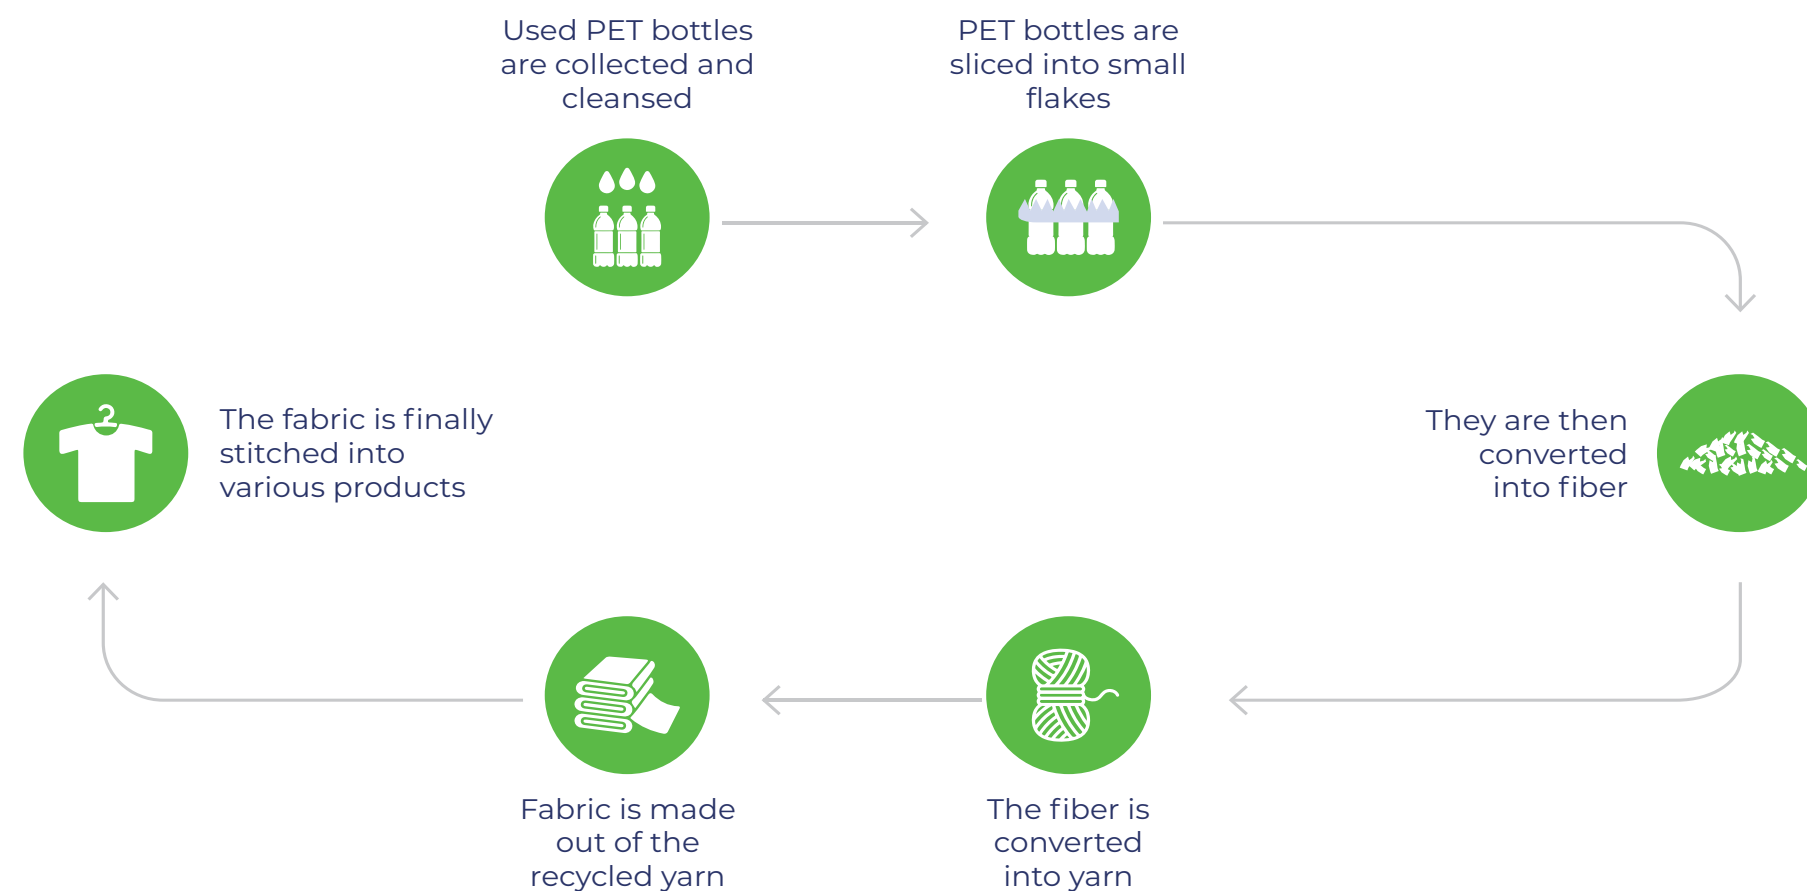 Used PET bottles
are collected and
cleansed
PET bottles are
sliced into small
flakes
They are then
converted
into fiber
The fiber is
converted
into yarn
Fabric is made
out of the
recycled yarn
The fabric is finally
stitched into
various products